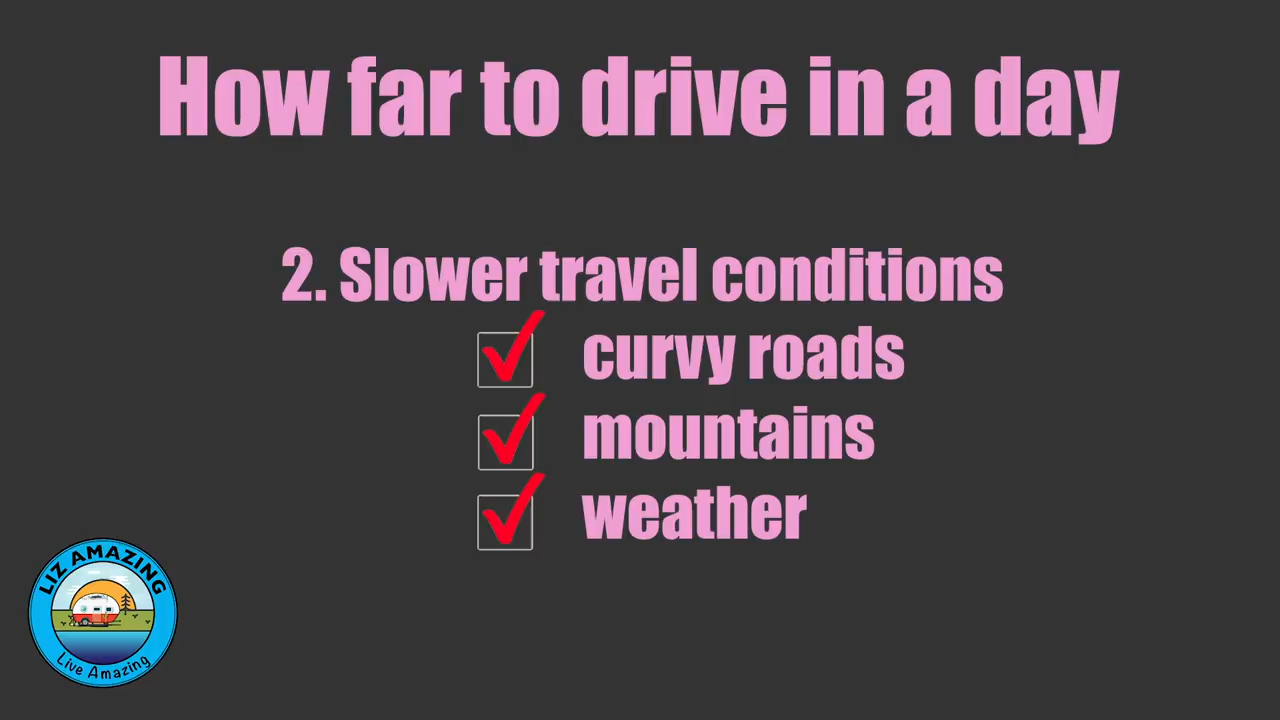 How far to drive in a day
2. Slower travel conditions
curvy roads
mountains
weather
LIZ AMAZING
Live Amazing